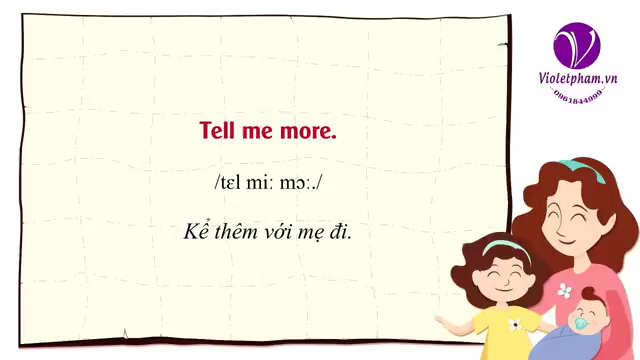 Violetpham.vn
0961844999
Tell me more.
/tɛl miː mɔː./
Kể thêm với mẹ đi.